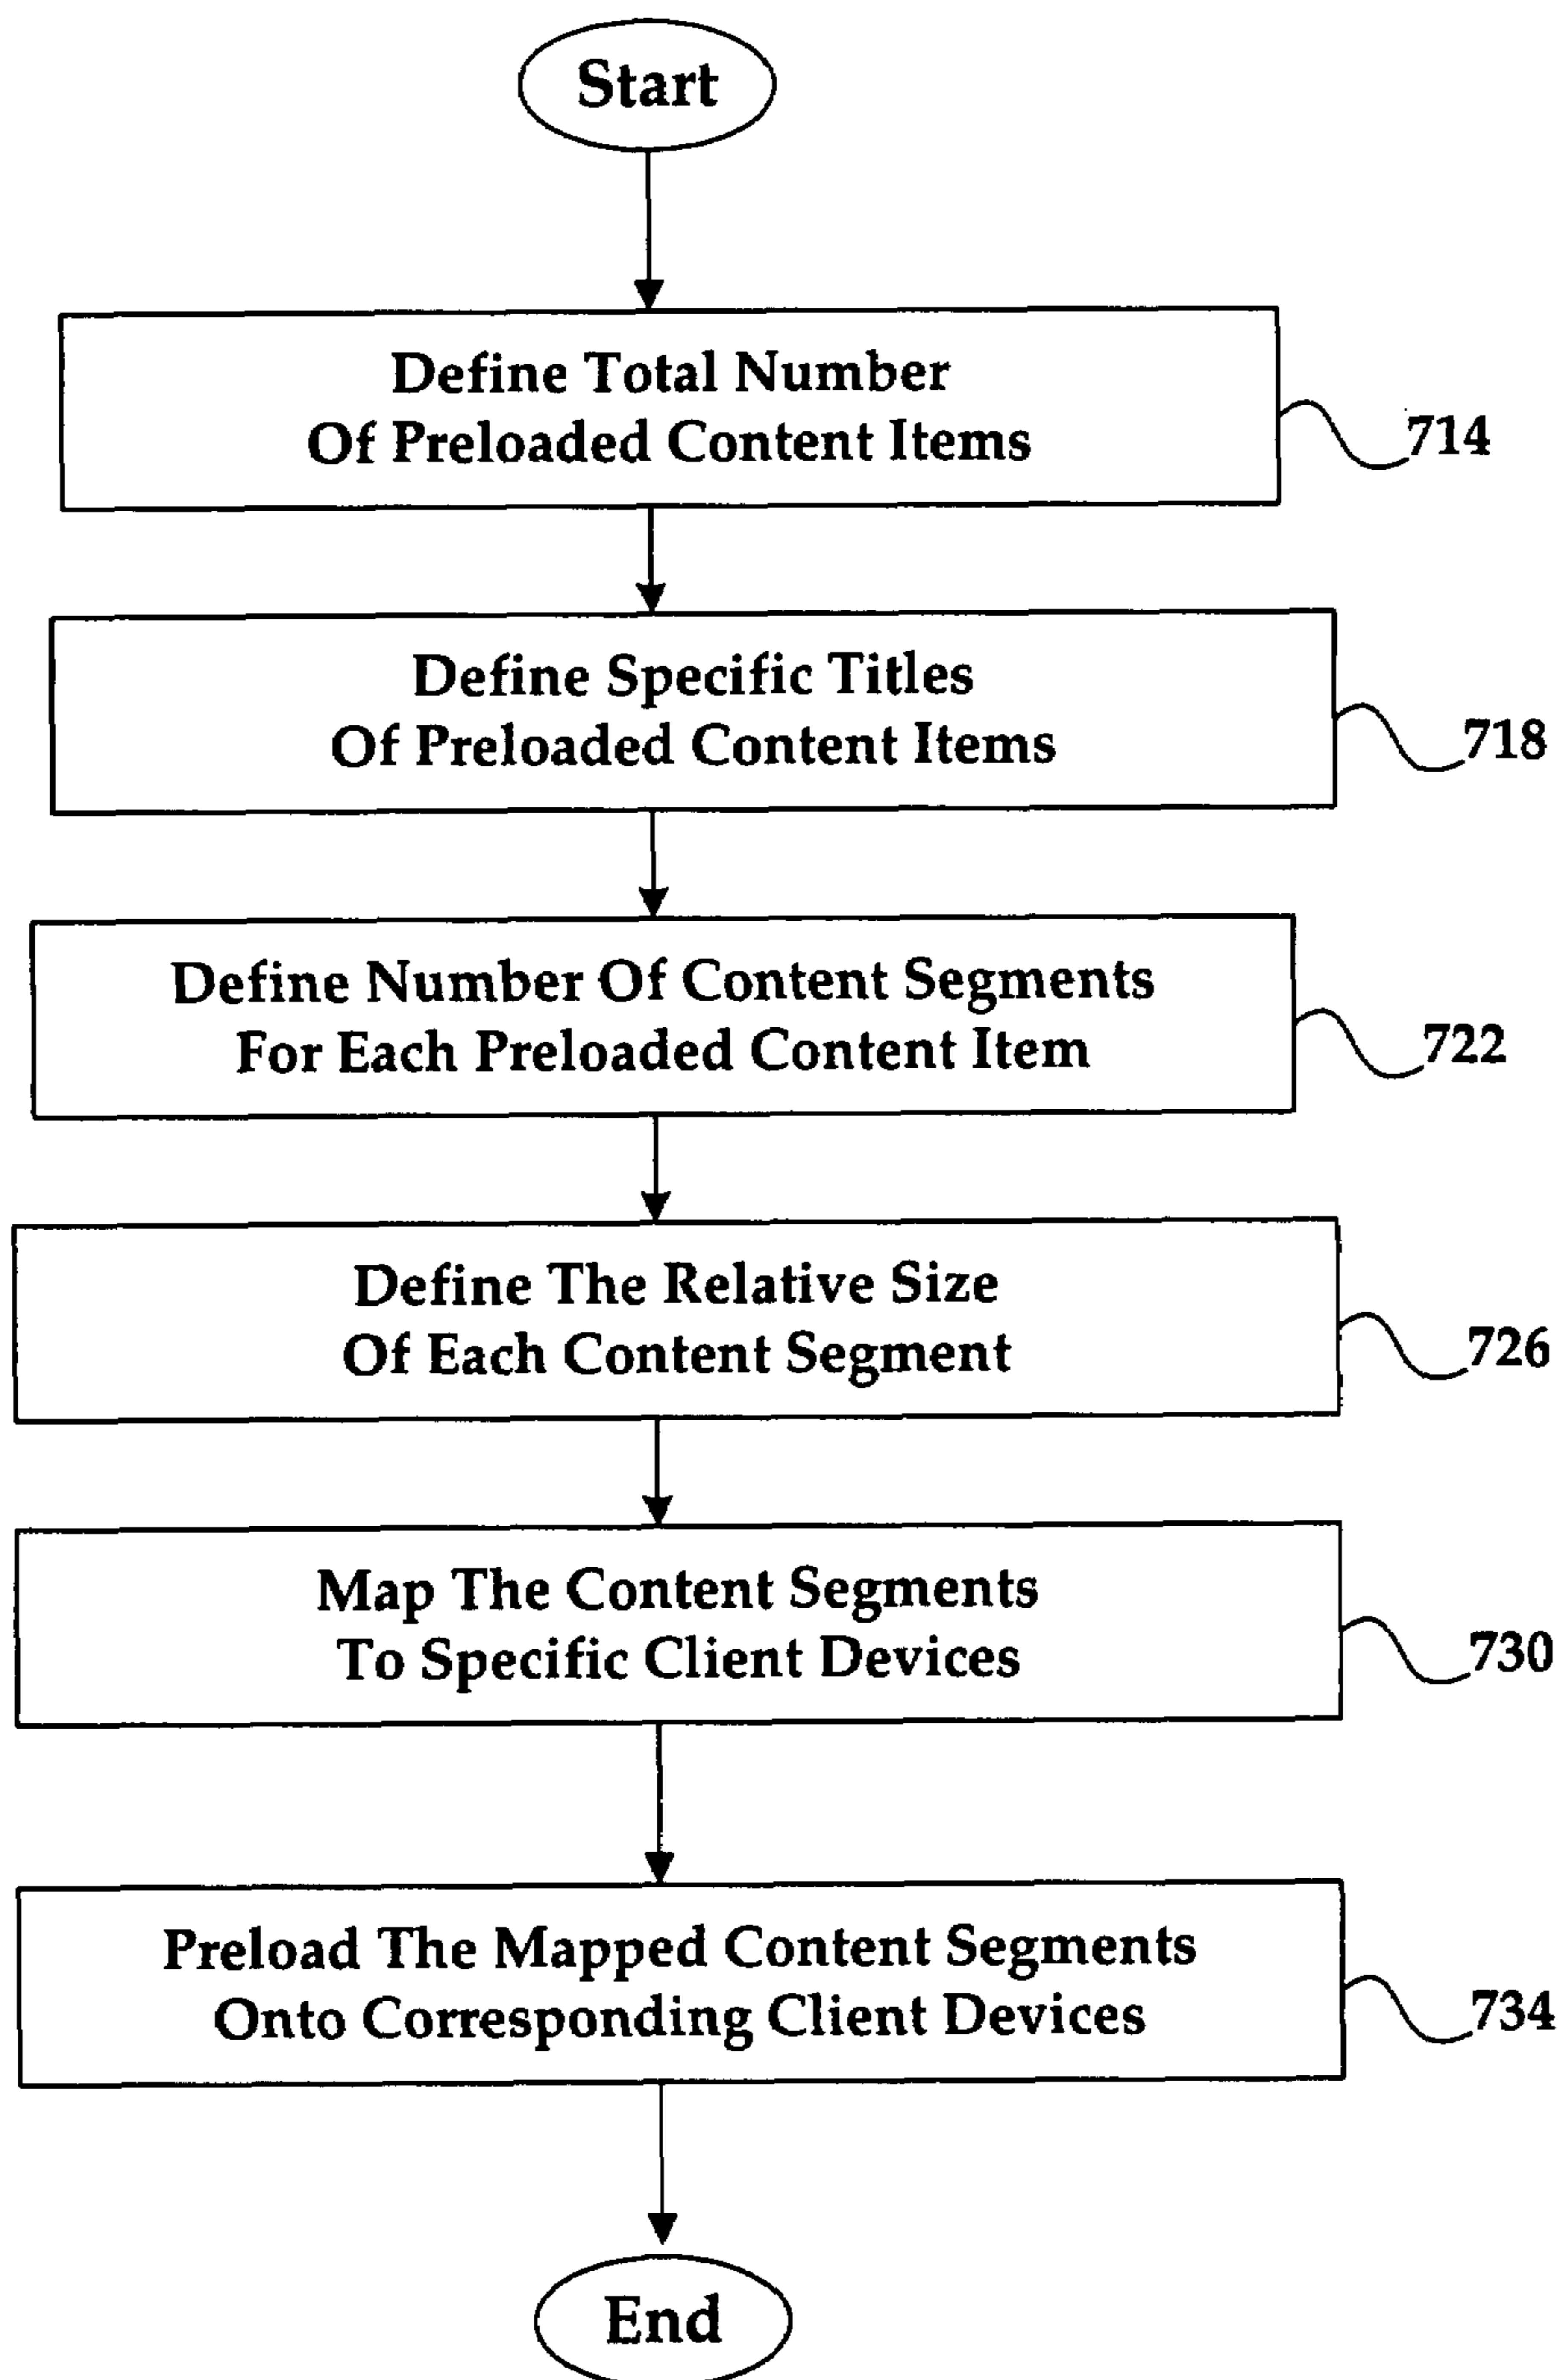 Start
Define Total Number
Of Preloaded Content Items
714
Define Specific Titles
Of Preloaded Content Items
718
Define Number Of Content Segments
For Each Preloaded Content Item
722
Define The Relative Size
Of Each Content Segment
726
Map The Content Segments
To Specific Client Devices
730
Preload The Mapped Content Segments
Onto Corresponding Client Devices
734
End